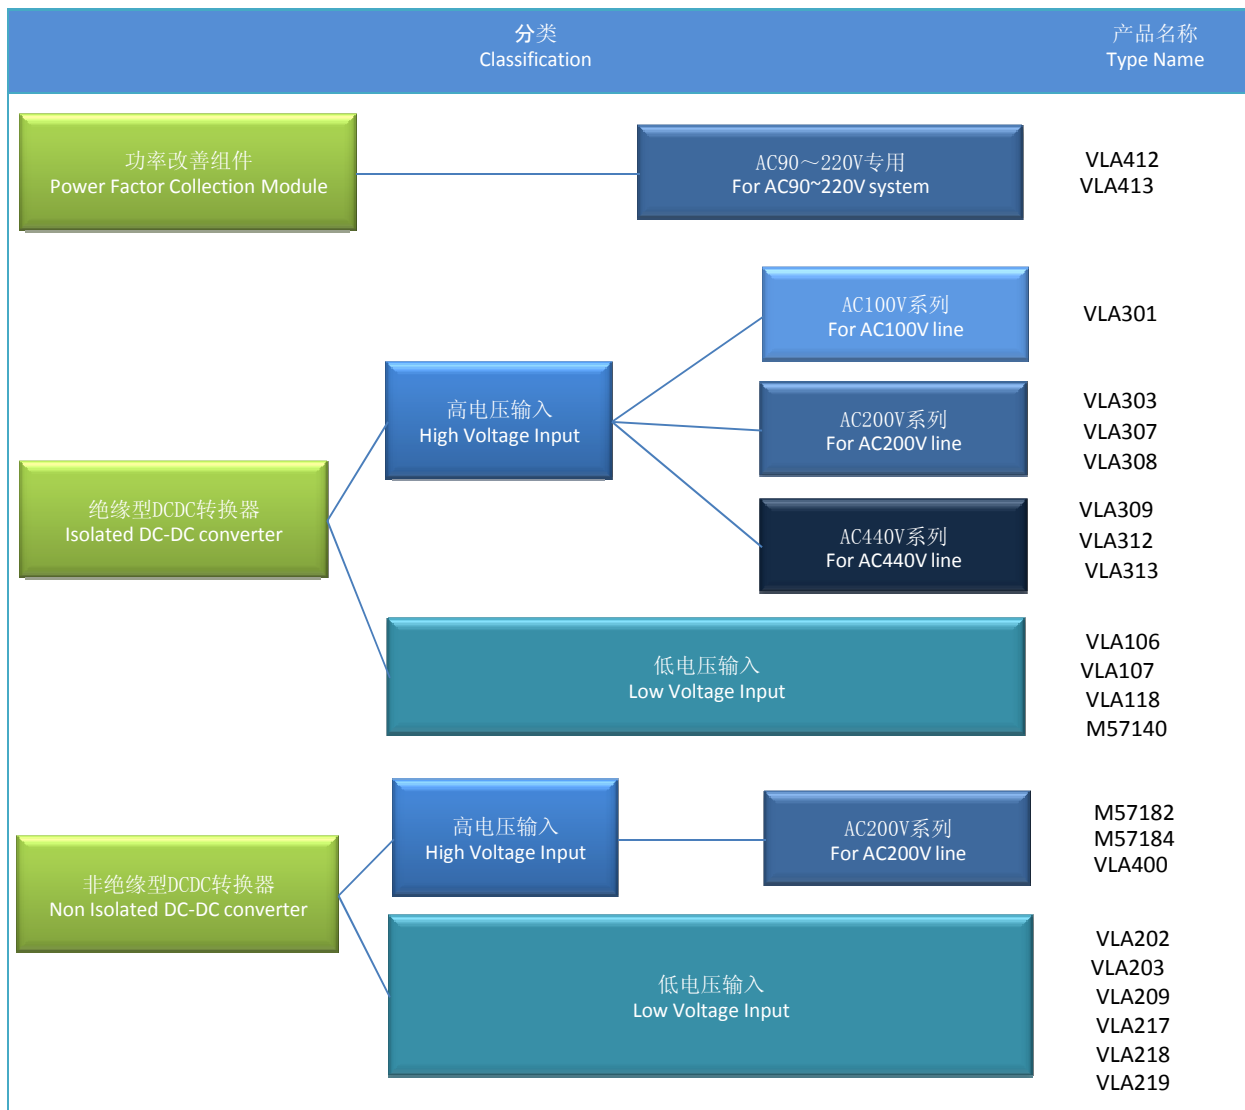 分类
Classification
产品名称
Type Name
功率改善组件
Power Factor Collection Module
AC90～220V专用
For AC90~220V system
VLA412
VLA413
绝缘型DCDC转换器
Isolated DC-DC converter
高电压输入
High Voltage Input
AC100V系列
For AC100V line
VLA301
AC200V系列
For AC200V line
VLA303
VLA307
VLA308
AC440V系列
For AC440V line
VLA309
VLA312
VLA313
低电压输入
Low Voltage Input
VLA106
VLA107
VLA118
M57140
非绝缘型DCDC转换器
Non Isolated DC-DC converter
高电压输入
High Voltage Input
AC200V系列
For AC200V line
M57182
M57184
VLA400
低电压输入
Low Voltage Input
VLA202
VLA203
VLA209
VLA217
VLA218
VLA219